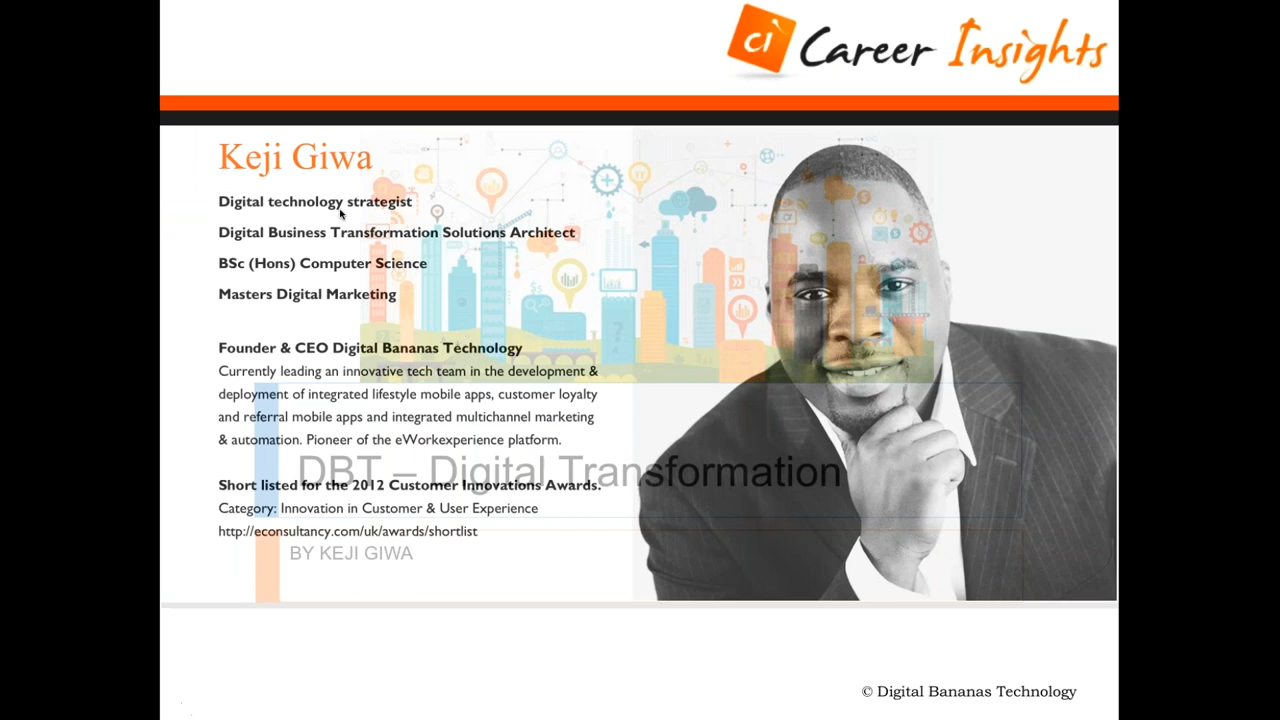 ci Career Insights
Keji Giwa
Digital technology strategist
Digital Business Transformation Solutions Architect
BSc (Hons) Computer Science
Masters Digital Marketing
Founder & CEO Digital Bananas Technology
Currently leading an innovative tech team in the development &
deployment of integrated lifestyle mobile apps, customer loyalty
and referral mobile apps and integrated multichannel marketing
& automation. Pioneer of the eWorkexperience platform.
DBT – Digital Transformation
Short listed for the 2012 Customer Innovations Awards.
Category: Innovation in Customer & User Experience
http://econsultancy.com/uk/awards/shortlist
BY KEJI GIWA
© Digital Bananas Technology